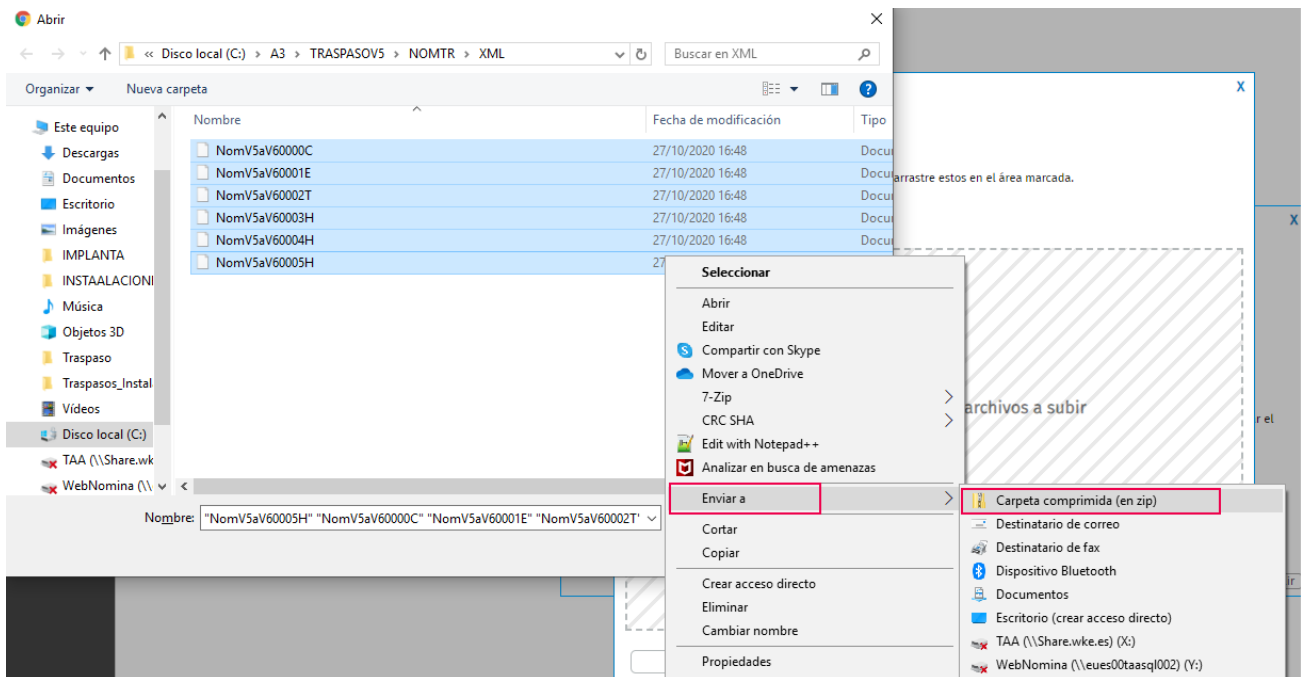 Abrir
« Disco local (C:) > A3 > TRASPASOV5 > NOMTR > XML
Buscar en XML
Organizar
Nueva carpeta
Este equipo
Descargas
Documentos
Escritorio
Imágenes
IMPLANTA
INSTAALACIONI
Música
Objetos 3D
Traspaso
Traspasos_Instal
Vídeos
Disco local (C:)
TAA (\\Share.wk
WebNomina (\\
Nombre Fecha de modificación Tipo
NomV5aV60000C 27/10/2020 16:48 Docu
NomV5aV60001E 27/10/2020 16:48 Docu
NomV5aV60002T 27/10/2020 16:48 Docu
NomV5aV60003H 27/10/2020 16:48 Docu
NomV5aV60004H 27/10/2020 16:48 Docu
NomV5aV60005H 27
Nombre: "NomV5aV60005H" "NomV5aV60000C" "NomV5aV60001E" "NomV5aV60002T'
X
arrastre estos en el área marcada.
X
archivos a subir
r el
ir
Seleccionar
Abrir
Editar
Compartir con Skype
Mover a OneDrive
7-Zip
CRC SHA
Edit with Notepad++
Analizar en busca de amenazas
Enviar a
Cortar
Copiar
Crear acceso directo
Eliminar
Cambiar nombre
Propiedades
Carpeta comprimida (en zip)
Destinatario de correo
Destinatario de fax
Dispositivo Bluetooth
Documentos
Escritorio (crear acceso directo)
TAA (\\Share.wke.es) (X:)
WebNomina (\\eues00taasql002) (Y:)